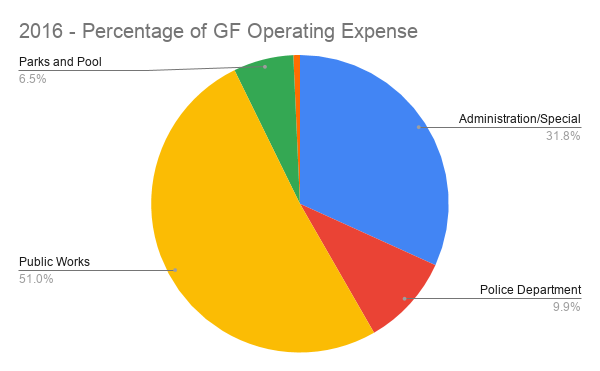 2016 - Percentage of GF Operating Expense
Parks and Pool
6.5%
Administration/Special
31.8%
Public Works
51.0%
Police Department
9.9%